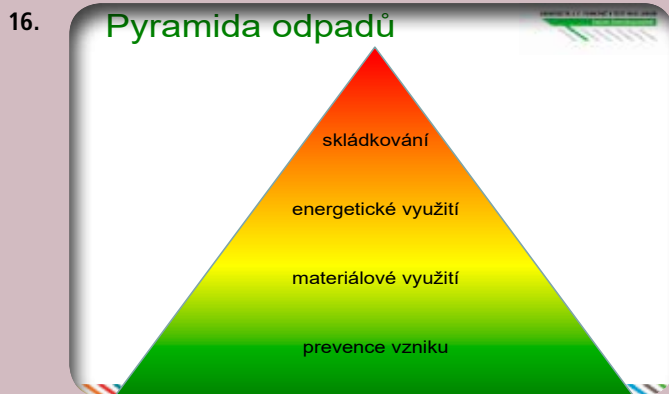 16.
Pyramida odpadů
skládkování
energetické využití
materiálové využití
prevence vzniku